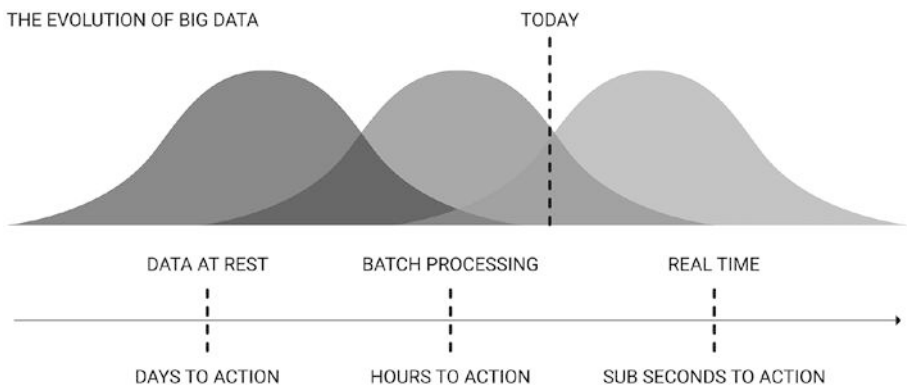 THE EVOLUTION OF BIG DATA
TODAY
DATA AT REST
BATCH PROCESSING
REAL TIME
DAYS TO ACTION
HOURS TO ACTION
SUB SECONDS TO ACTION